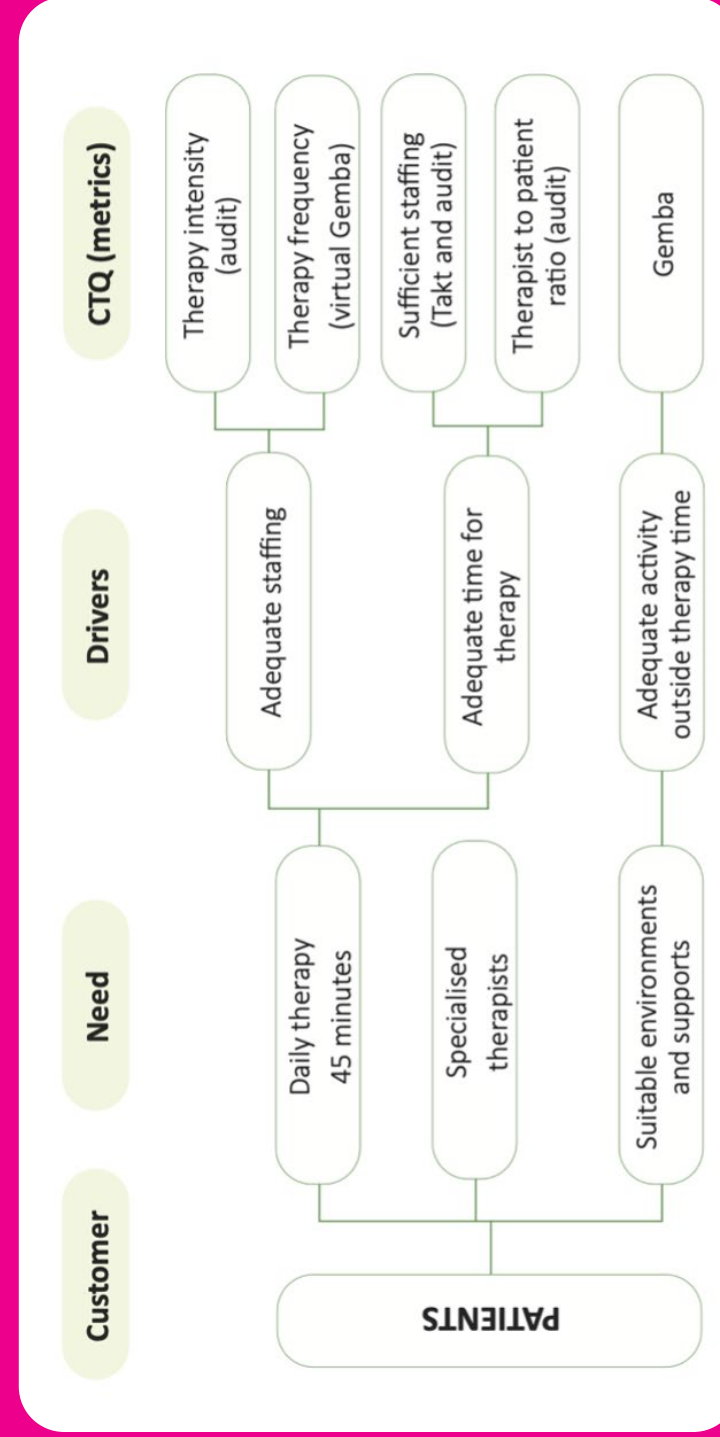 Customer
Need
Drivers
CTQ (metrics)
PATIENTS
Daily therapy
45 minutes
Specialised
therapists
Suitable environments
and supports
Adequate staffing
Adequate time for
therapy
Adequate activity
outside therapy time
Therapy intensity
(audit)
Therapy frequency
(virtual Gemba)
Sufficient staffing
(Takt and audit)
Therapist to patient
ratio (audit)
Gemba